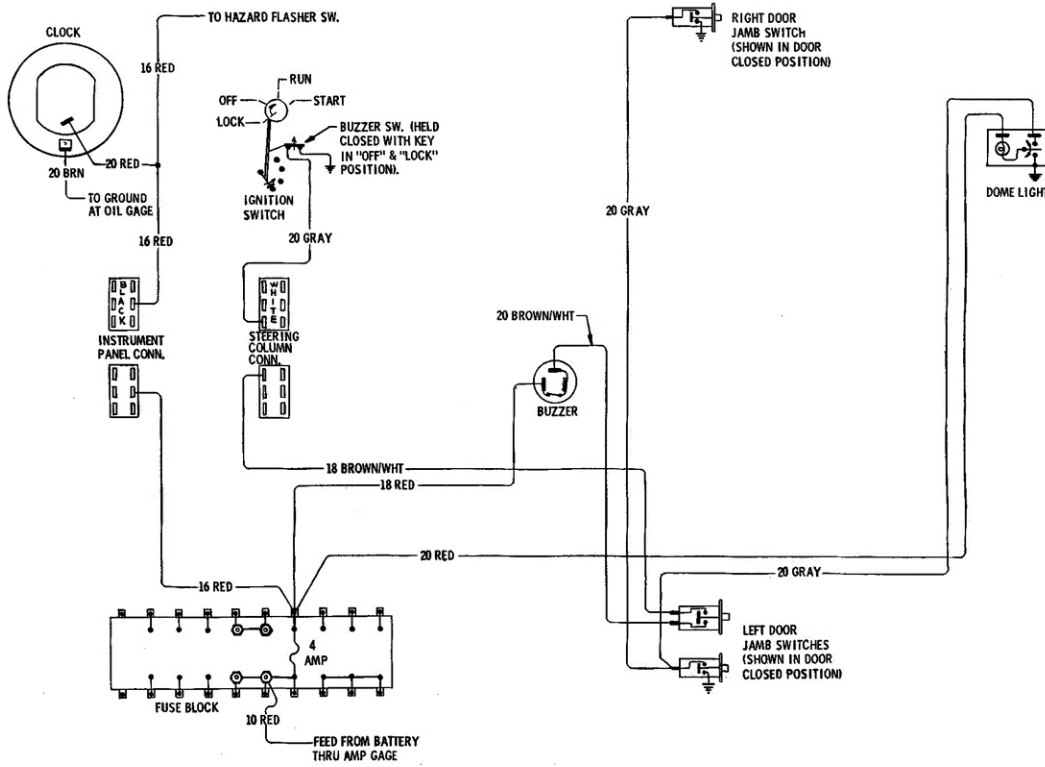 TO HAZARD FLASHER SW.
CLOCK
16 RED
RUN
OFF
START
LOCK
BUZZER SW. (HELD
CLOSED WITH KEY
IN "OFF" & "LOCK"
POSITION).
20 RED
20 BRN
TO GROUND
AT OIL GAGE
IGNITION
SWITCH
16 RED
20 GRAY
BLACK
WHITE
INSTRUMENT
PANEL CONN.
STEERING
COLUMN
CONN.
RIGHT DOOR
JAMB SWITCH
(SHOWN IN DOOR
CLOSED POSITION)
DOME LIGHT
20 GRAY
20 BROWN/WHT
BUZZER
18 BROWN/WHT
18 RED
20 RED
20 GRAY
16 RED
4
AMP
FUSE BLOCK
10 RED
FEED FROM BATTERY
THRU AMP GAGE
LEFT DOOR
JAMB SWITCHES
(SHOWN IN DOOR
CLOSED POSITION)